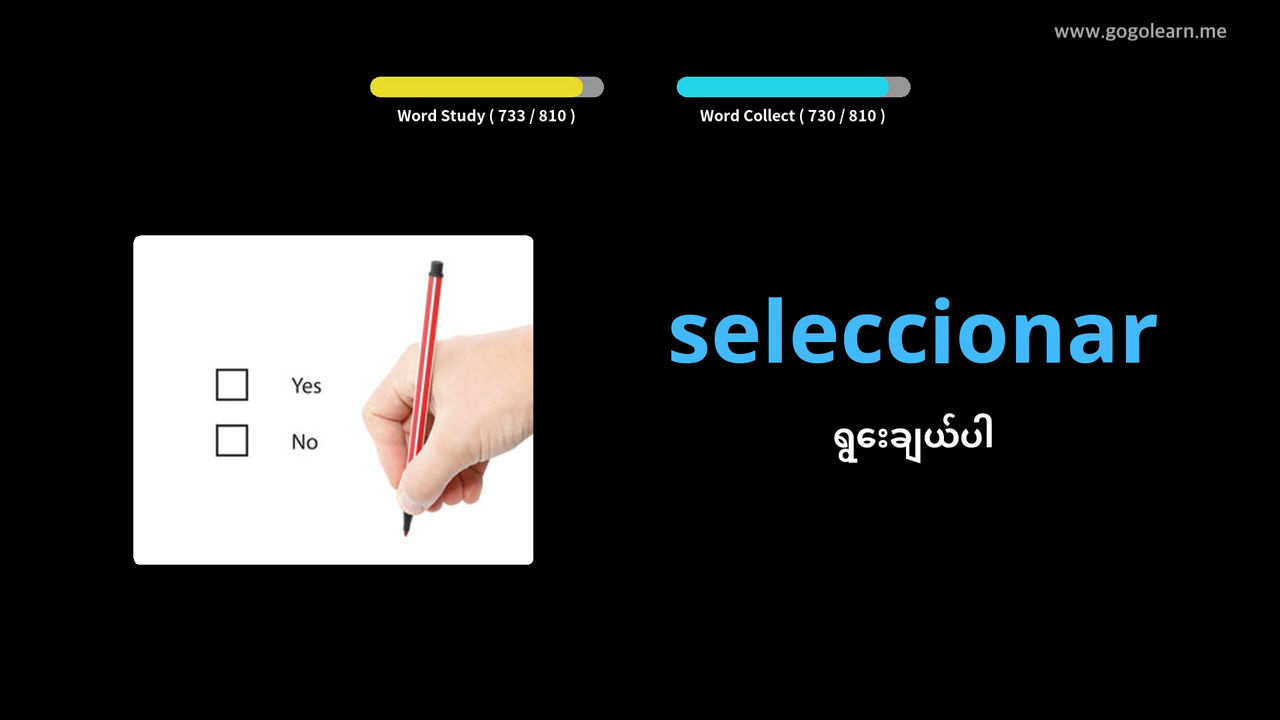 www.gogolearn.me
Word Study ( 733 / 810 )
Word Collect ( 730 / 810 )
Yes
No
seleccionar
ရွေးချယ်ပါ